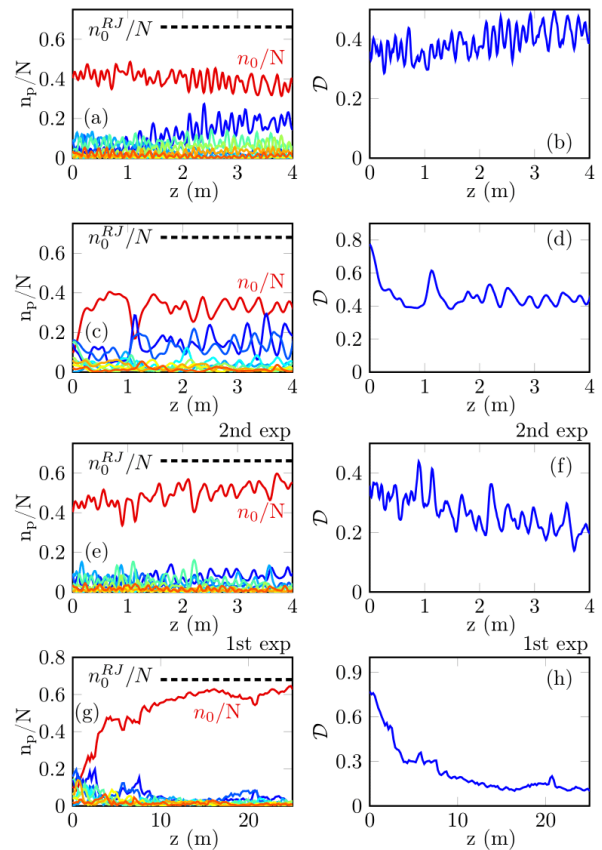 n_0^{RJ}/N
n_0/N
n_p/N
(a)
0.6
0.4
0.2
0
0 1 2 3 4
z (m)
𝒟
(b)
0.4
0.2
0
0 1 2 3 4
z (m)
n_0^{RJ}/N
n_0/N
n_p/N
(c)
0.6
0.4
0.2
0
0 1 2 3 4
z (m)
𝒟
(d)
0.8
0.6
0.4
0.2
0
0 1 2 3 4
z (m)
2nd exp
n_0^{RJ}/N
n_0/N
n_p/N
(e)
0.6
0.4
0.2
0
0 1 2 3 4
z (m)
2nd exp
𝒟
(f)
0.4
0.2
0
0 1 2 3 4
z (m)
1st exp
n_0^{RJ}/N
n_0/N
n_p/N
(g)
0.6
0.4
0.2
0
0 10 20
z (m)
1st exp
𝒟
(h)
0.9
0.6
0.3
0
0 10 20
z (m)